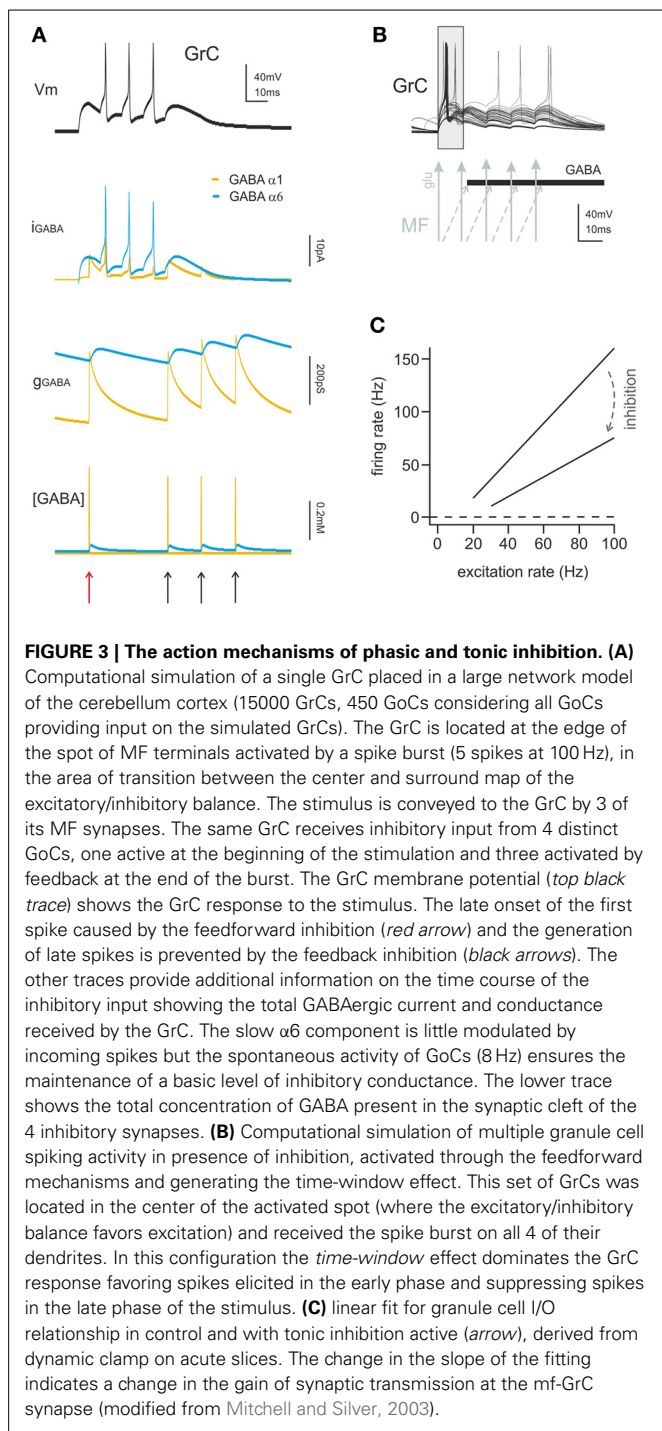 A
GrC
Vm
40mV
10ms
GABA α1
GABA α6
iGABA
10pA
gGABA
200pS
[GABA]
0.2mM
B
GrC
GABA
glu
MF
40mV
10ms
C
firing rate (Hz)
150
100
50
0
inhibition
0 20 40 60 80 100
excitation rate (Hz)
FIGURE 3 | The action mechanisms of phasic and tonic inhibition. (A)
Computational simulation of a single GrC placed in a large network model
of the cerebellum cortex (15000 GRCs, 450 GoCs considering all GoCs
providing input on the simulated GRCs). The GrC is located at the edge of
the spot of MF terminals activated by a spike burst (5 spikes at 100 Hz), in
the area of transition between the center and surround map of the
excitatory/inhibitory balance. The stimulus is conveyed to the GrC by 3 of
its MF synapses. The same GrC receives inhibitory input from 4 distinct
GoCs, one active at the beginning of the stimulation and three activated by
feedback at the end of the burst. The GrC membrane potential (top black
trace) shows the GrC response to the stimulus. The late onset of the first
spike caused by the feedforward inhibition (red arrow) and the generation
of late spikes is prevented by the feedback inhibition (black arrows). The
other traces provide additional information on the time course of the
inhibitory input showing the total GABAergic current and conductance
received by the GrC. The slow α6 component is little modulated by
incoming spikes but the spontaneous activity of GoCs (8 Hz) ensures the
maintenance of a basic level of inhibitory conductance. The lower trace
shows the total concentration of GABA present in the synaptic cleft of the
4 inhibitory synapses. (B) Computational simulation of multiple granule cell
spiking activity in presence of inhibition, activated through the feedforward
mechanisms and generating the time-window effect. This set of GRCs was
located in the center of the activated spot (where the excitatory/inhibitory
balance favors excitation) and received the spike burst on all 4 of their
dendrites. In this configuration the time-window effect dominates the GrC
response favoring spikes elicited in the early phase and suppressing spikes
in the late phase of the stimulus. (C) linear fit for granule cell I/O
relationship in control and with tonic inhibition active (arrow), derived from
dynamic clamp on acute slices. The change in the slope of the fitting
indicates a change in the gain of synaptic transmission at the mf-GrC
synapse (modified from Mitchell and Silver, 2003).